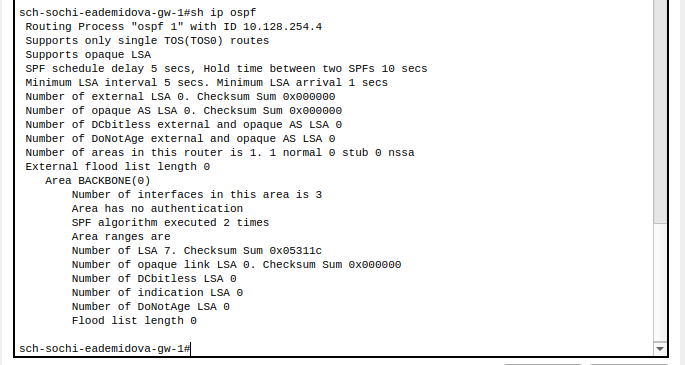 sch-sochi-eademidova-gw-1#sh ip ospf
Routing Process "ospf 1" with ID 10.128.254.4
Supports only single TOS(TOS0) routes
Supports opaque LSA
SPF schedule delay 5 secs, Hold time between two SPFs 10 secs
Minimum LSA interval 5 secs. Minimum LSA arrival 1 secs
Number of external LSA 0. Checksum Sum 0x000000
Number of opaque AS LSA 0. Checksum Sum 0x000000
Number of DCbitless external and opaque AS LSA 0
Number of DoNotAge external and opaque AS LSA 0
Number of areas in this router is 1. 1 normal 0 stub 0 nssa
External flood list length 0
Area BACKBONE(0)
Number of interfaces in this area is 3
Area has no authentication
SPF algorithm executed 2 times
Area ranges are
Number of LSA 7. Checksum Sum 0x05311c
Number of opaque link LSA 0. Checksum Sum 0x000000
Number of DCbitless LSA 0
Number of indication LSA 0
Number of DoNotAge LSA 0
Flood list length 0
sch-sochi-eademidova-gw-1#